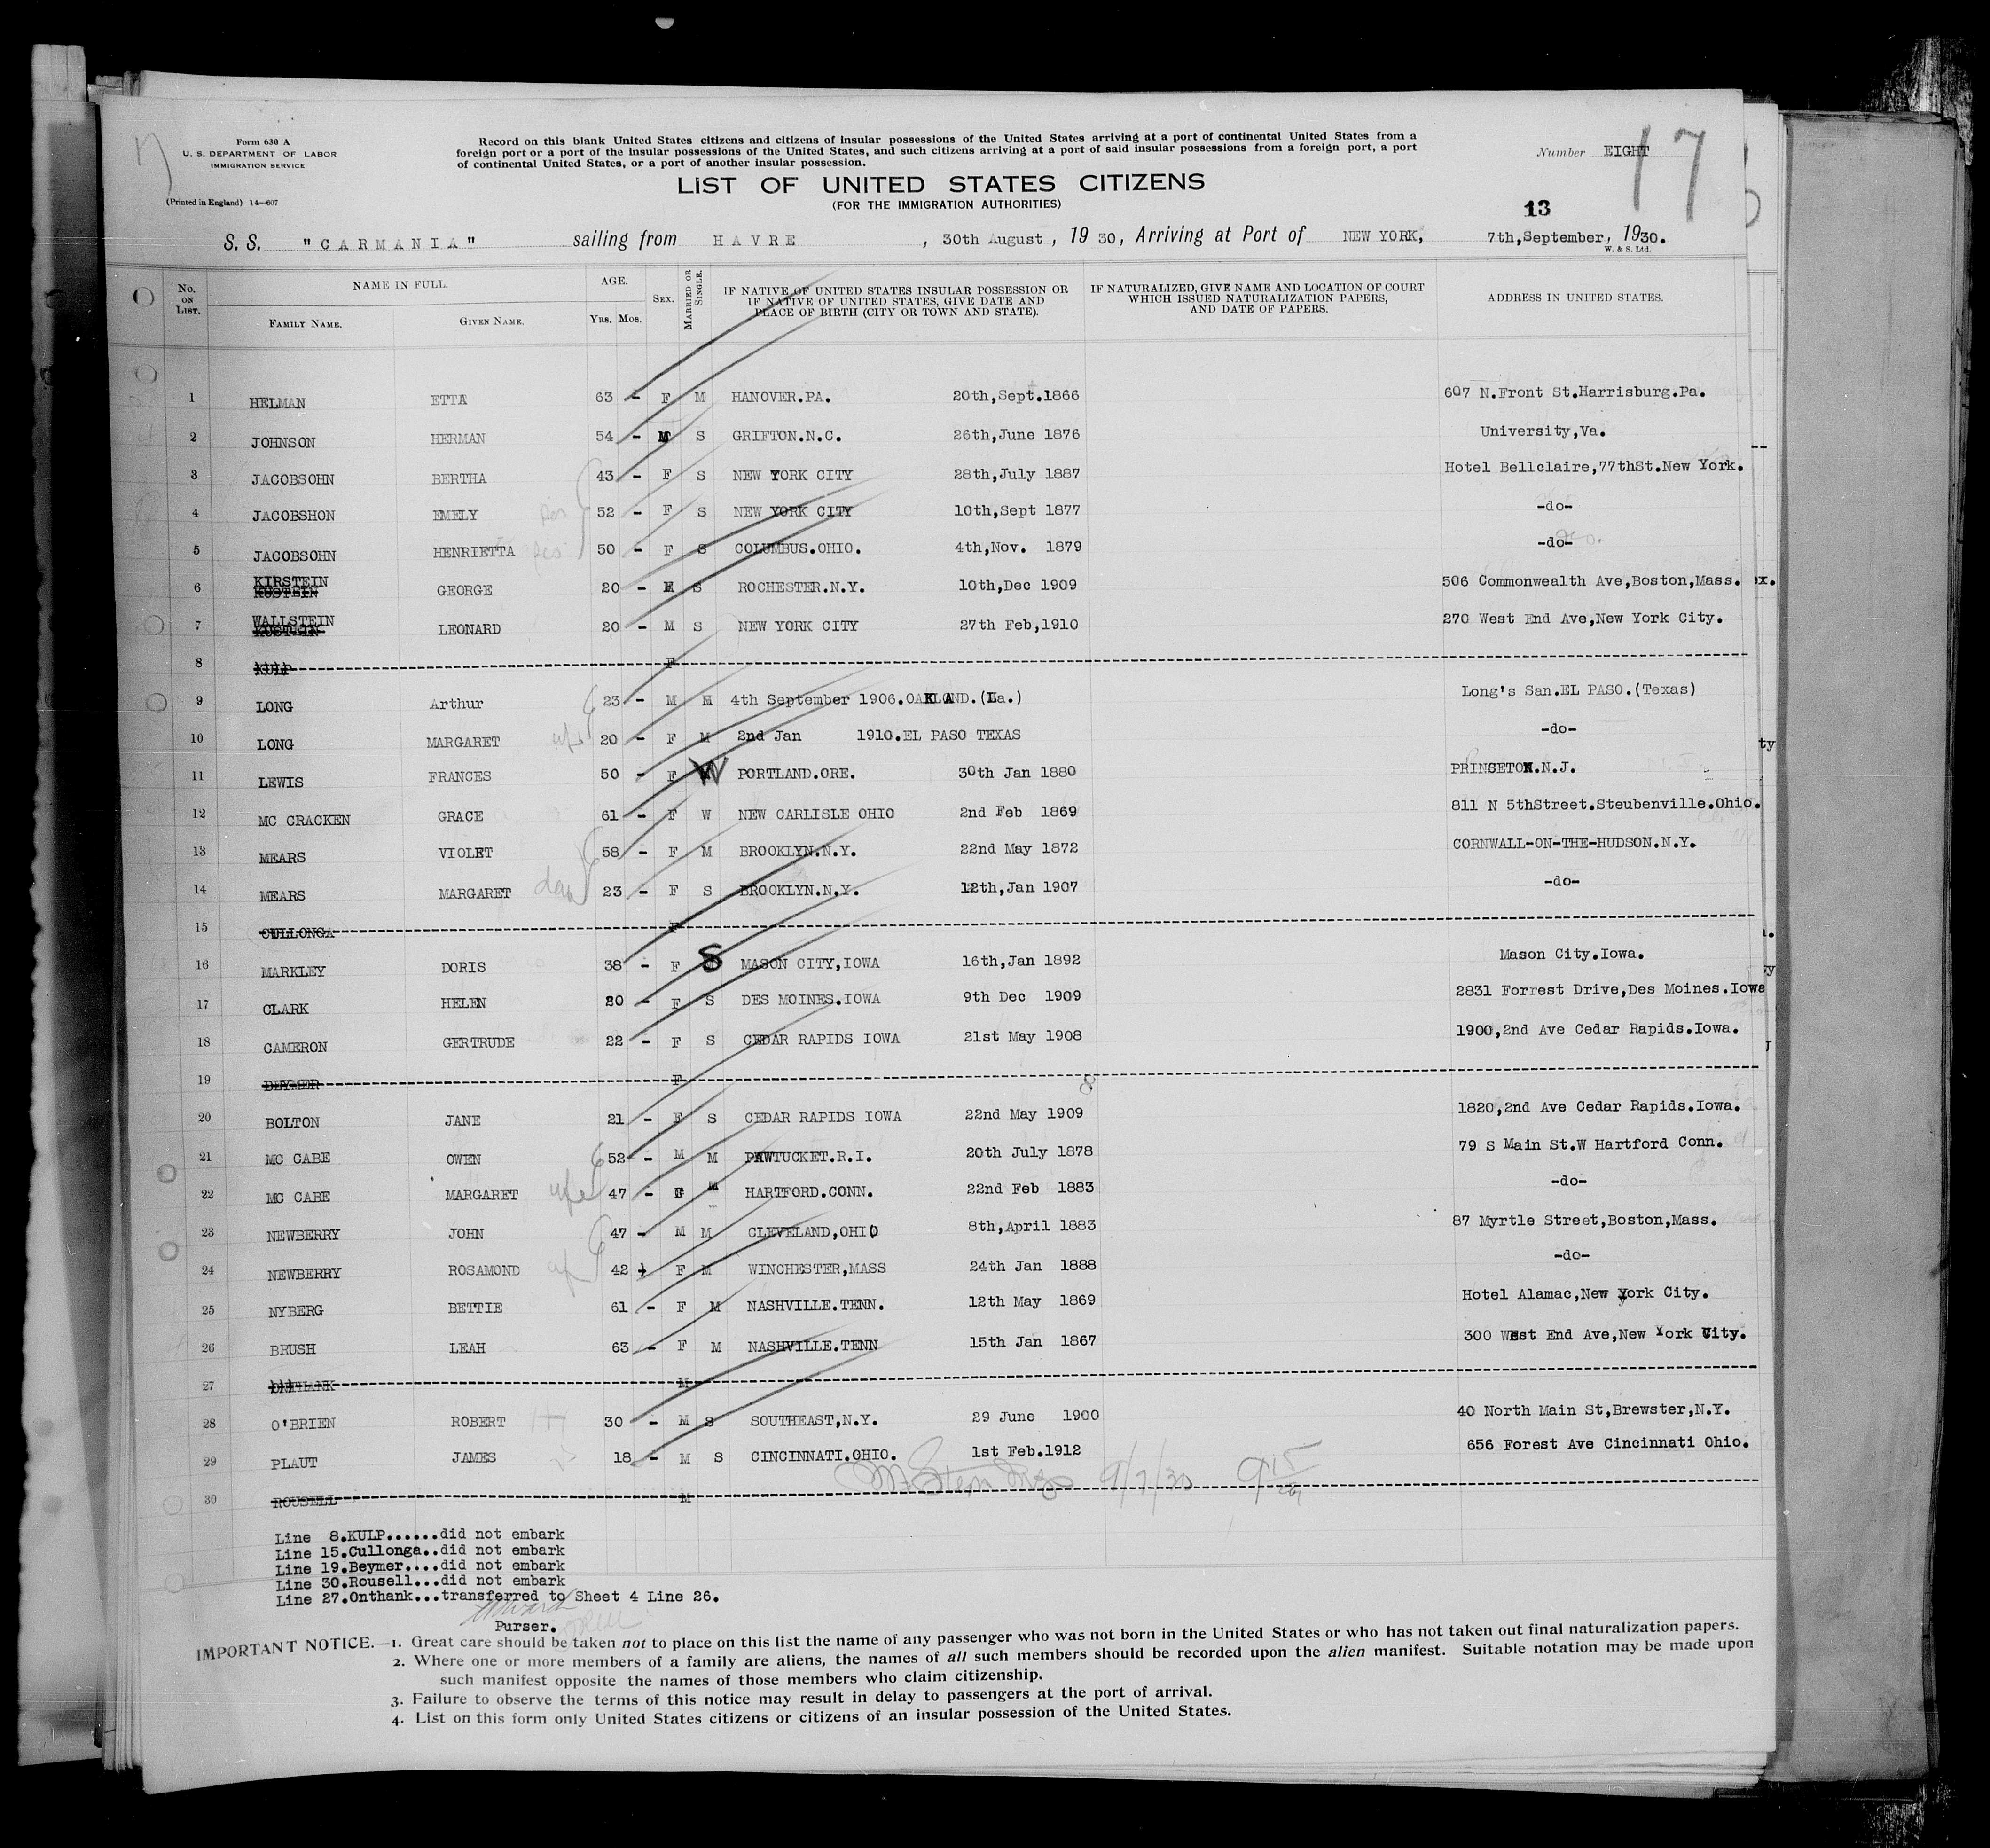 17
Form 630 A
U. S. DEPARTMENT OF LABOR
IMMIGRATION SERVICE
(Printed in England) 14—607
Record on this blank United States citizens and citizens of insular possessions of the United States arriving at a port of continental United States from a
foreign port or a port of the insular possessions of the United States, and such citizens arriving at a port of said insular possessions from a foreign port, a port
of continental United States, or a port of another insular possession.
Number EIGHT
LIST OF UNITED STATES CITIZENS
(FOR THE IMMIGRATION AUTHORITIES)
13
S. S. "CARMANIA" sailing from HAVRE, 30th August, 1930, Arriving at Port of NEW YORK, 7th,September, 1930.
W. & S. Ltd.
No. ON LIST. NAME IN FULL. FAMILY NAME. GIVEN NAME. AGE. YRS. MOS. SEX. MARRIED OR SINGLE. IF NATIVE OF UNITED STATES INSULAR POSSESSION OR IF NATIVE OF UNITED STATES, GIVE DATE AND PLACE OF BIRTH (CITY OR TOWN AND STATE). IF NATURALIZED, GIVE NAME AND LOCATION OF COURT WHICH ISSUED NATURALIZATION PAPERS, AND DATE OF PAPERS. ADDRESS IN UNITED STATES.
1 HELMAN ETTA 63 - F M HANOVER.PA. 20th,Sept.1866 607 N.Front St.Harrisburg.Pa.
2 JOHNSON HERMAN 54 - M S GRIFTON.N.C. 26th,June 1876 University,Va.
3 JACOBSOHN BERTHA 43 - F S NEW YORK CITY 28th,July 1887 Hotel Bellclaire,77thSt.New York.
4 JACOBSHON EMELY 52 - F S NEW YORK CITY 10th,Sept 1877 -do-
5 JACOBSOHN HENRIETTA 50 - F S COLUMBUS.OHIO. 4th,Nov. 1879 -do-
6 KIRSTEIN KUSTEIN GEORGE 20 - S ROCHESTER.N.Y. 10th,Dec 1909 506 Commonwealth Ave,Boston,Mass.
7 WALLSTEIN LEONARD 20 - M S NEW YORK CITY 27th Feb,1910 270 West End Ave,New York City.
8 KULP F
9 LONG Arthur 23 - M M 4th September 1906.OAKLAND.(La.) Long's San.EL PASO.(Texas)
10 LONG MARGARET wife 20 - F M 2nd Jan 1910.EL PASO TEXAS -do-
11 LEWIS FRANCES 50 - F W PORTLAND.ORE. 30th Jan 1880 PRINCETON.N.J.
12 MC CRACKEN GRACE 61 - F W NEW CARLISLE OHIO 2nd Feb 1869 811 N 5thStreet.Steubenville.Ohio.
13 MEARS VIOLET 58 - F M BROOKLYN.N.Y. 22nd May 1872 CORNWALL-ON-THE-HUDSON.N.Y.
14 MEARS MARGARET dau 23 - F S BROOKLYN.N.Y. 12th,Jan 1907 -do-
15 CULLONGA F
16 MARKLEY DORIS 38 - F S MASON CITY,IOWA 16th,Jan 1892 Mason City.Iowa.
17 CLARK HELEN 20 - F S DES MOINES.IOWA 9th Dec 1909 2831 Forrest Drive,Des Moines.Iowa
18 CAMERON GERTRUDE 22 - F S CEDAR RAPIDS IOWA 21st May 1908 1900,2nd Ave Cedar Rapids.Iowa.
19 F
20 BOLTON JANE 21 - F S CEDAR RAPIDS IOWA 22nd May 1909 1820,2nd Ave Cedar Rapids.Iowa.
21 MC CABE OWEN 52 - M M PAWTUCKET.R.I. 20th July 1878 79 S Main St.W Hartford Conn.
22 MC CABE MARGARET wife 47 - F M HARTFORD.CONN. 22nd Feb 1883 -do-
23 NEWBERRY JOHN 47 - M M CLEVELAND,OHIO 8th,April 1883 87 Myrtle Street,Boston,Mass.
24 NEWBERRY ROSAMOND 42 F M WINCHESTER,MASS 24th Jan 1888 -do-
25 NYBERG BETTIE 61 - F M NASHVILLE.TENN. 12th May 1869 Hotel Alamac,New York City.
26 BRUSH LEAH 63 - F M NASHVILLE.TENN 15th Jan 1867 300 West End Ave,New York City.
27 M
28 O'BRIEN ROBERT 30 - M S SOUTHEAST,N.Y. 29 June 1900 40 North Main St,Brewster,N.Y.
29 PLAUT JAMES 18 - M S CINCINNATI.OHIO. 1st Feb.1912 656 Forest Ave Cincinnati Ohio.
9/7/30
30 ROUSELL M
Line 8.KULP......did not embark
Line 15.Cullonga..did not embark
Line 19.Beymer....did not embark
Line 30.Rousell...did not embark
Line 27.Onthank...transferred to Sheet 4 Line 26.
Purser.
IMPORTANT NOTICE.—1. Great care should be taken not to place on this list the name of any passenger who was not born in the United States or who has not taken out final naturalization papers.
2. Where one or more members of a family are aliens, the names of all such members should be recorded upon the alien manifest. Suitable notation may be made upon
such manifest opposite the names of those members who claim citizenship.
3. Failure to observe the terms of this notice may result in delay to passengers at the port of arrival.
4. List on this form only United States citizens or citizens of an insular possession of the United States.